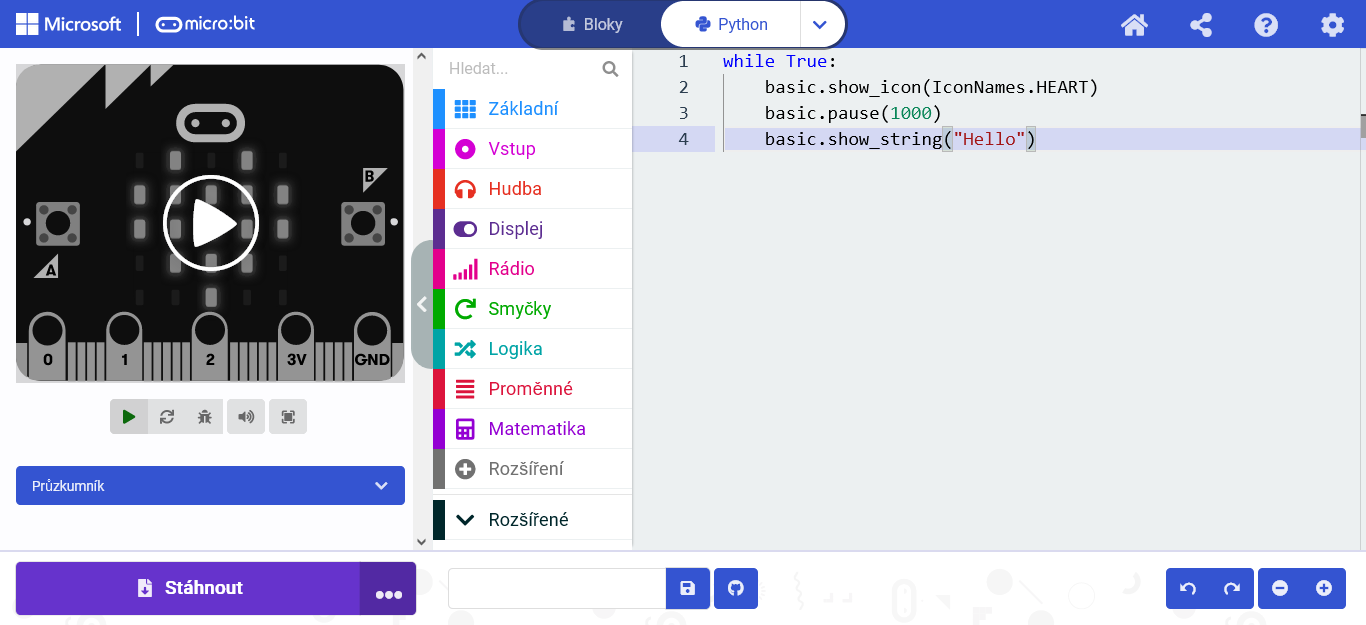 Microsoft micro:bit
Bloky
Python
B
A
0 1 2 3V GND
Průzkumník
Hledat...
Základní
Vstup
Hudba
Displej
Rádio
Smyčky
Logika
Proměnné
Matematika
Rozšíření
Rozšířené
1 while True:
2 basic.show_icon(IconNames.HEART)
3 basic.pause(1000)
4 basic.show_string("Hello")
Stáhnout